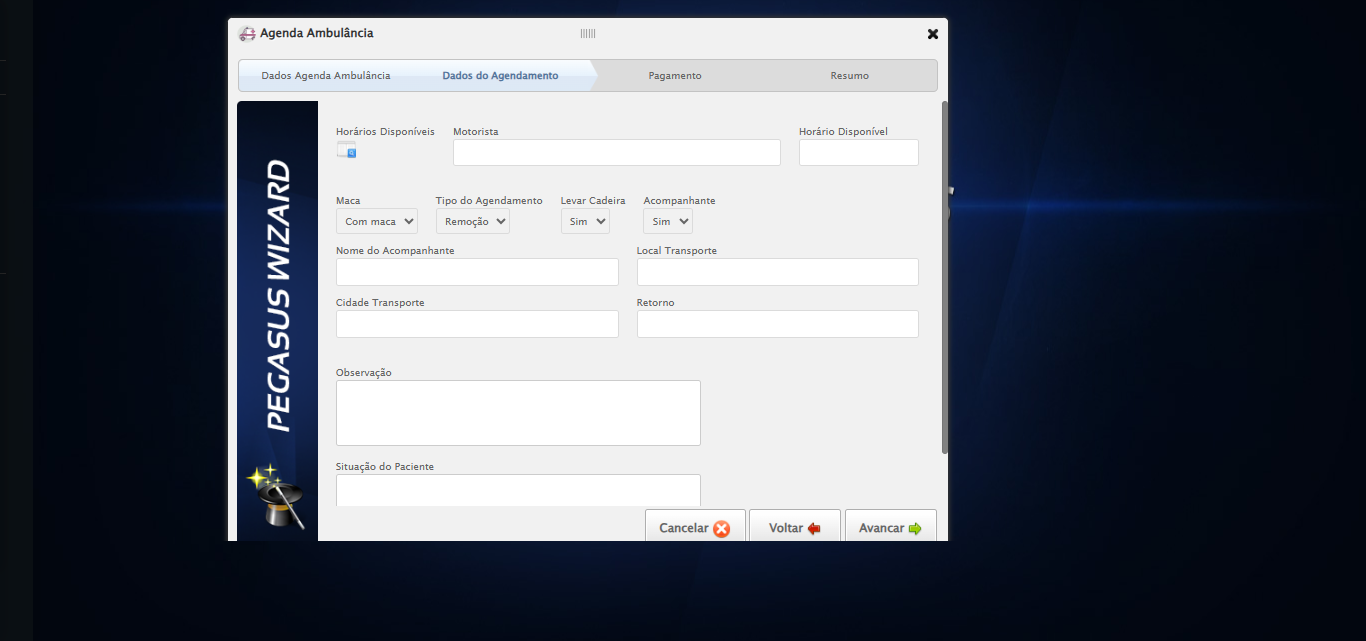 Agenda Ambulância
Dados Agenda Ambulância Dados do Agendamento Pagamento Resumo
PEGASUS WIZARD
Horários Disponíveis Motorista Horário Disponível
Maca Tipo do Agendamento Levar Cadeira Acompanhante
Com maca Remoção Sim Sim
Nome do Acompanhante Local Transporte
Cidade Transporte Retorno
Observação
Situação do Paciente
Cancelar Voltar Avancar